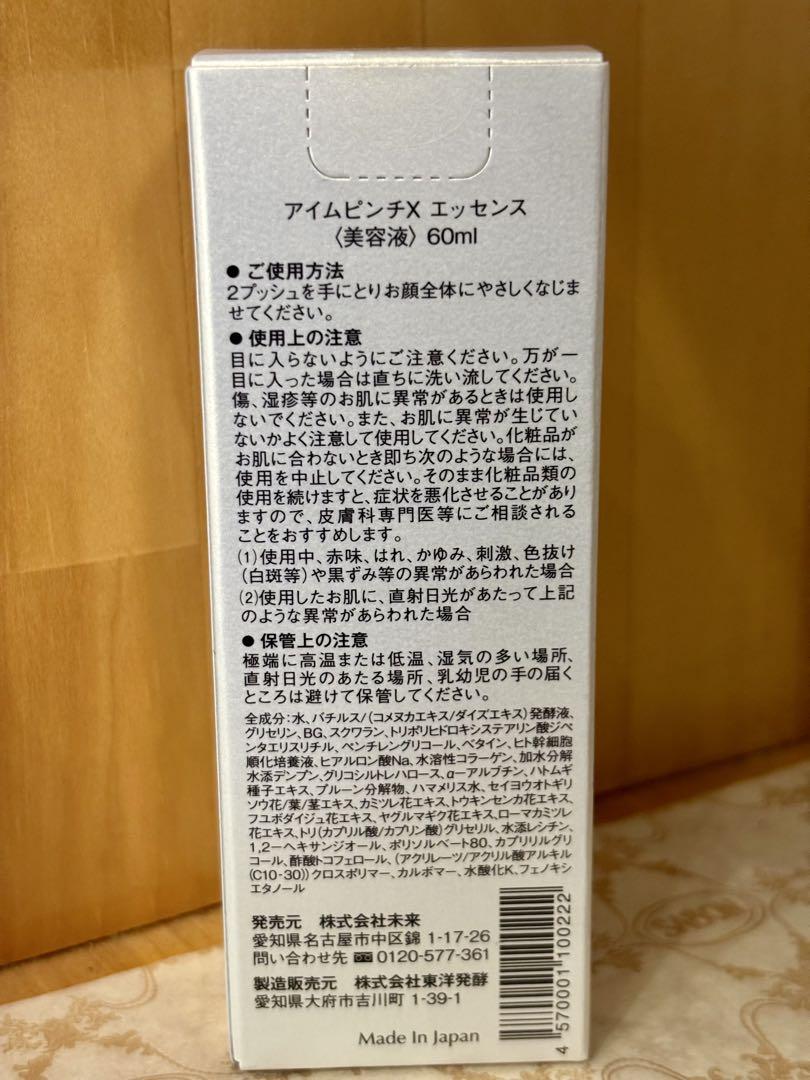 アイムピンチX エッセンス
〈美容液〉 60ml
● ご使用方法
2プッシュを手にとりお顔全体にやさしくなじま
せてください。
● 使用上の注意
目に入らないようにご注意ください。万が一
目に入った場合は直ちに洗い流してください。
傷、湿疹等のお肌に異常があるときは使用し
ないでください。また、お肌に異常が生じてい
ないかよく注意して使用してください。化粧品が
お肌に合わないとき即ち次のような場合には、
使用を中止してください。そのまま化粧品類の
使用を続けますと、症状を悪化させることがあり
ますので、皮膚科専門医等にご相談される
ことをおすすめします。
(1)使用中、赤味、はれ、かゆみ、刺激、色抜け
(白斑等)や黒ずみ等の異常があらわれた場合
(2)使用したお肌に、直射日光があたって上記
のような異常があらわれた場合
● 保管上の注意
極端に高温または低温、湿気の多い場所、
直射日光のあたる場所、乳幼児の手の届く
ところは避けて保管してください。
全成分:水、バチルス/(コメヌカエキス/ダイズエキス)発酵液、
グリセリン、BG、スクワラン、トリポリヒドロキシステアリン酸ジペ
ンタエリスリチル、ペンチレングリコール、ベタイン、ヒト幹細胞
順化培養液、ヒアルロン酸Na、水溶性コラーゲン、加水分解
水添デンプン、グリコシルトレハロース、α-アルブチン、ハトムギ
種子エキス、プルーン分解物、ハマメリス水、セイヨウオトギリ
ソウ花/葉/茎エキス、カミツレ花エキス、トウキンセンカ花エキス、
フユボダイジュ花エキス、ヤグルマギク花エキス、ローマカミツレ
花エキス、トリ(カプリル酸/カプリン酸)グリセリル、水添レシチン、
1,2-ヘキサンジオール、ポリソルベート80、カプリリルグリ
コール、酢酸トコフェロール、(アクリレーツ/アクリル酸アルキル
(C10-30))クロスポリマー、カルボマー、水酸化K、フェノキシ
エタノール
発売元 株式会社未来
愛知県名古屋市中区錦 1-17-26
問い合わせ先 0120-577-361
製造販売元 株式会社東洋発酵
愛知県大府市吉川町 1-39-1
Made In Japan
4 570001 100222